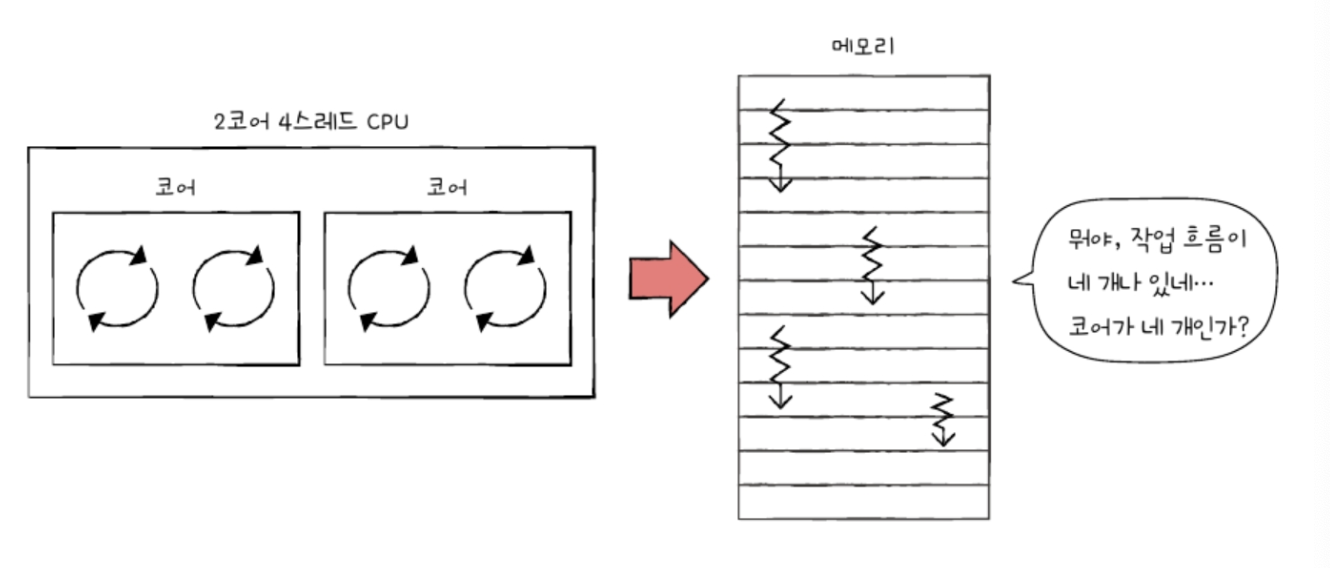 메모리
2코어 4스레드 CPU
코어
코어
뭐야, 작업 흐름이
네 개나 있네…
코어가 네 개인가?